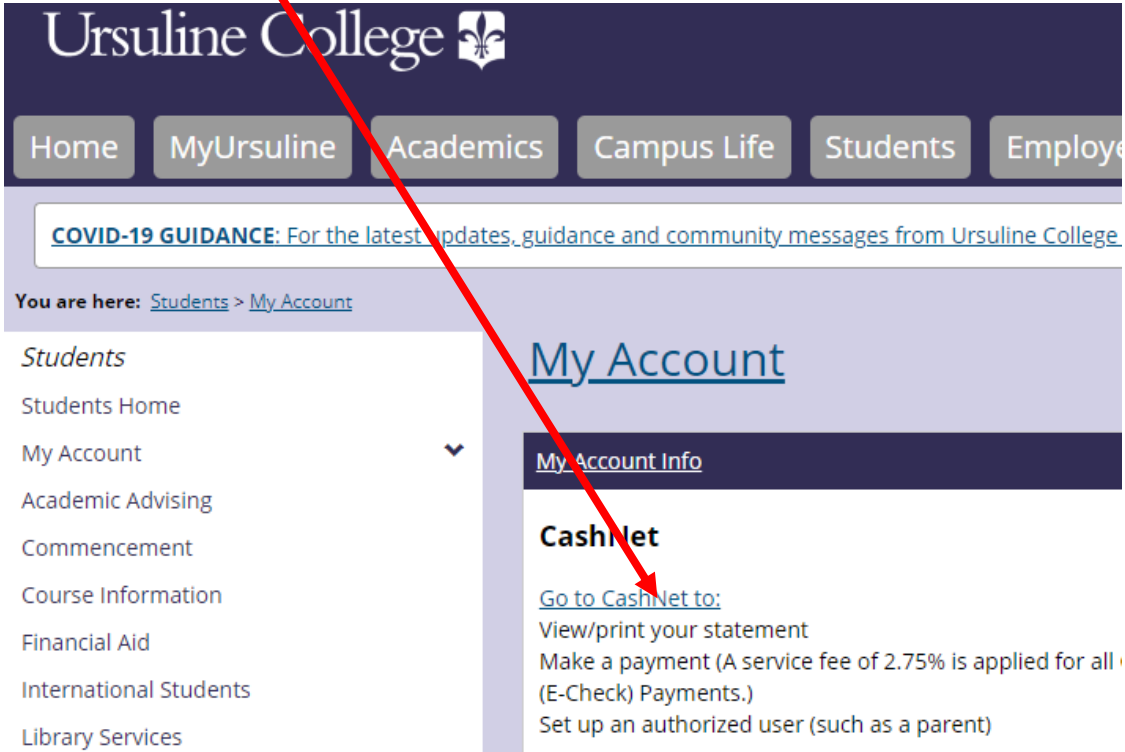 Ursuline College
Home MyUrsuline Academics Campus Life Students Employe
COVID-19 GUIDANCE: For the latest updates, guidance and community messages from Ursuline College
You are here: Students > My Account
Students
Students Home
My Account
Academic Advising
Commencement
Course Information
Financial Aid
International Students
Library Services
My Account
My Account Info
CashNet
Go to CashNet to:
View/print your statement
Make a payment (A service fee of 2.75% is applied for all
(E-Check) Payments.)
Set up an authorized user (such as a parent)